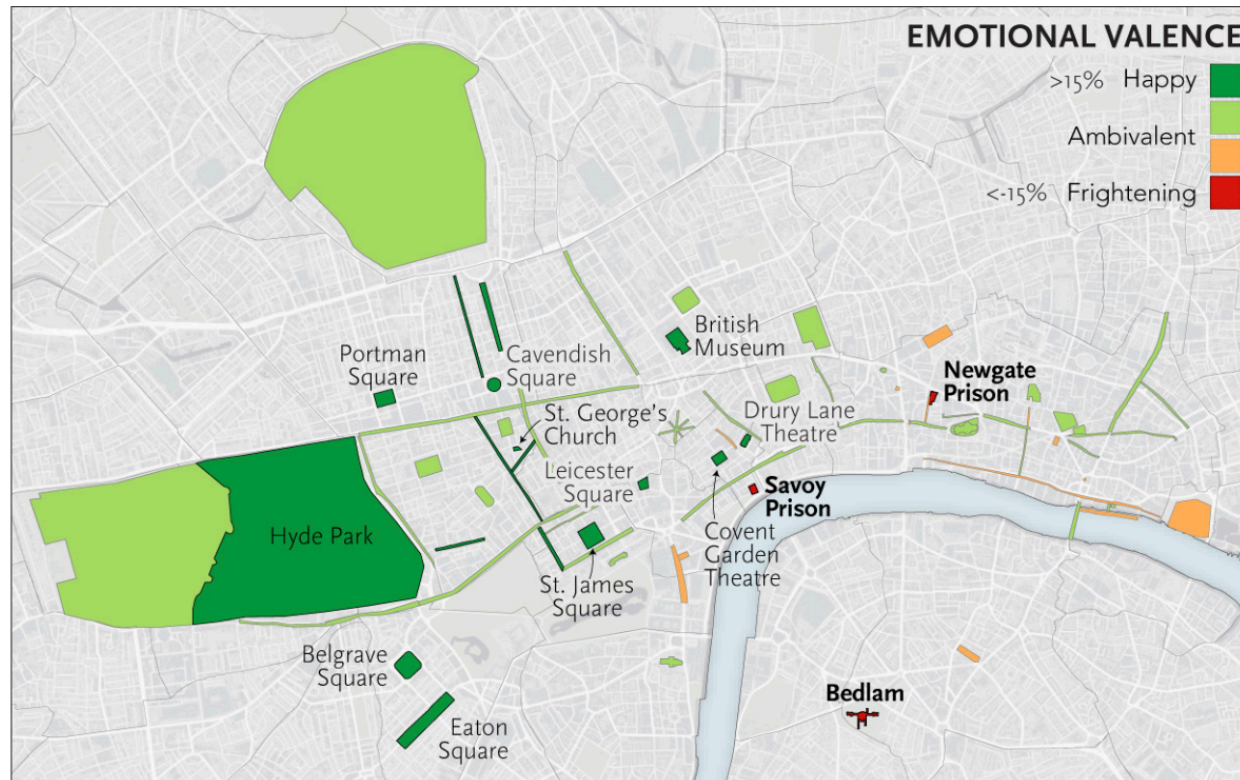 EMOTIONAL VALENCE
>15% Happy
Ambivalent
<-15% Frightening
British
Museum
Portman
Square
Cavendish
Square
Newgate
Prison
St. George's
Church
Drury Lane
Theatre
Leicester
Square
Savoy
Prison
Hyde Park
Covent
Garden
Theatre
St. James
Square
Belgrave
Square
Bedlam
Eaton
Square